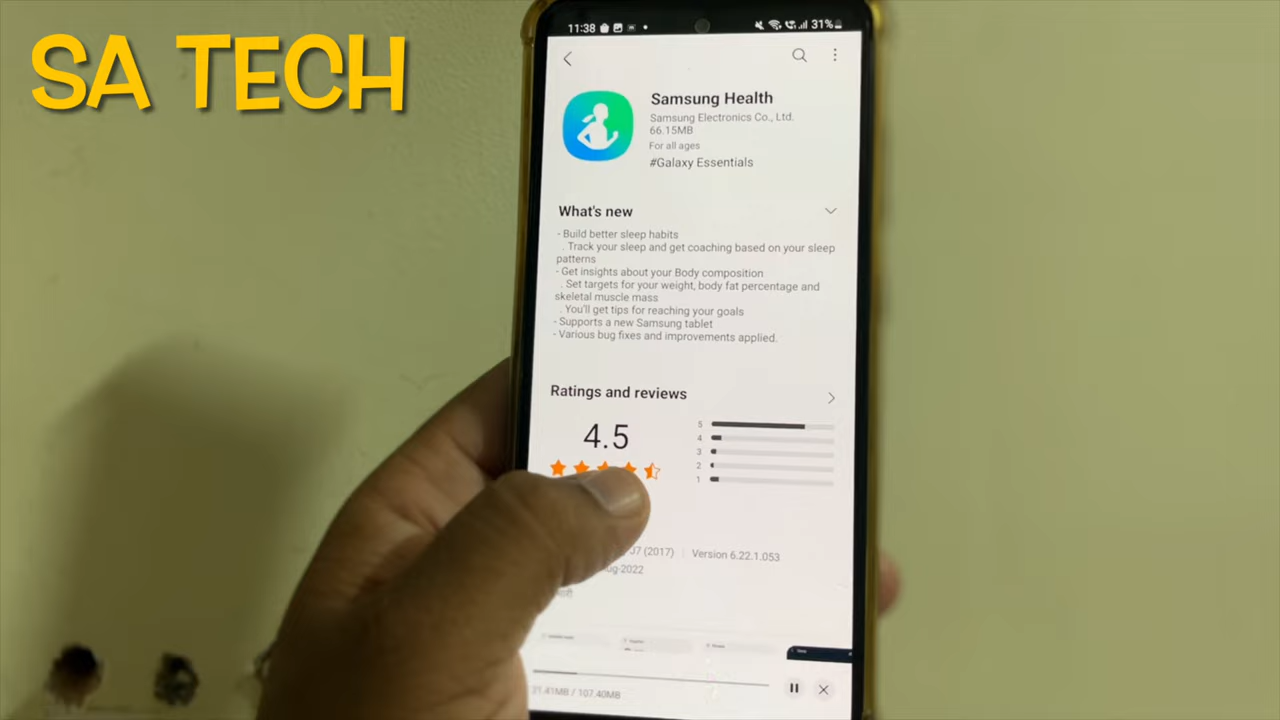 SA TECH
11:38
31%
Samsung Health
Samsung Electronics Co., Ltd.
66.15MB
For all ages
#Galaxy Essentials
What's new
- Build better sleep habits
. Track your sleep and get coaching based on your sleep
patterns
- Get insights about your Body composition
. Set targets for your weight, body fat percentage and
skeletal muscle mass
. You'll get tips for reaching your goals
- Supports a new Samsung tablet
- Various bug fixes and improvements applied.
Ratings and reviews
4.5
5
4
3
2
1
J7 (2017) | Version 6.22.1.053
ug-2022
31.41MB / 107.40MB